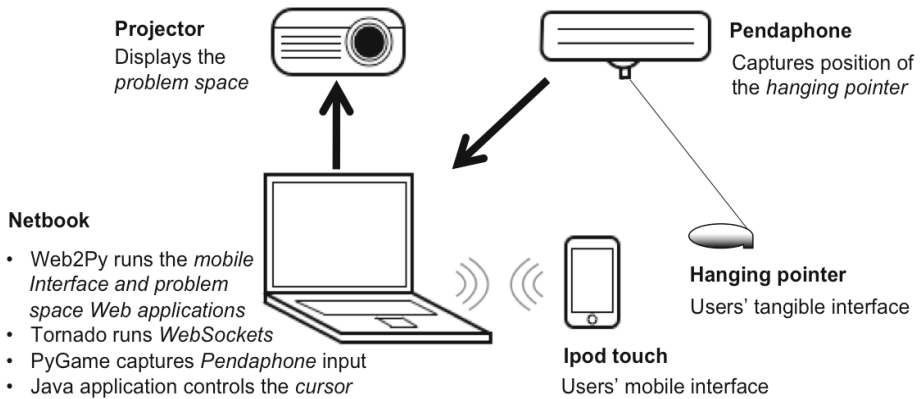 Projector
Displays the
problem space
Pendaphone
Captures position of
the hanging pointer
Netbook
• Web2Py runs the mobile
Interface and problem
space Web applications
• Tornado runs WebSockets
• PyGame captures Pendaphone input
• Java application controls the cursor
Hanging pointer
Users' tangible interface
Ipod touch
Users' mobile interface